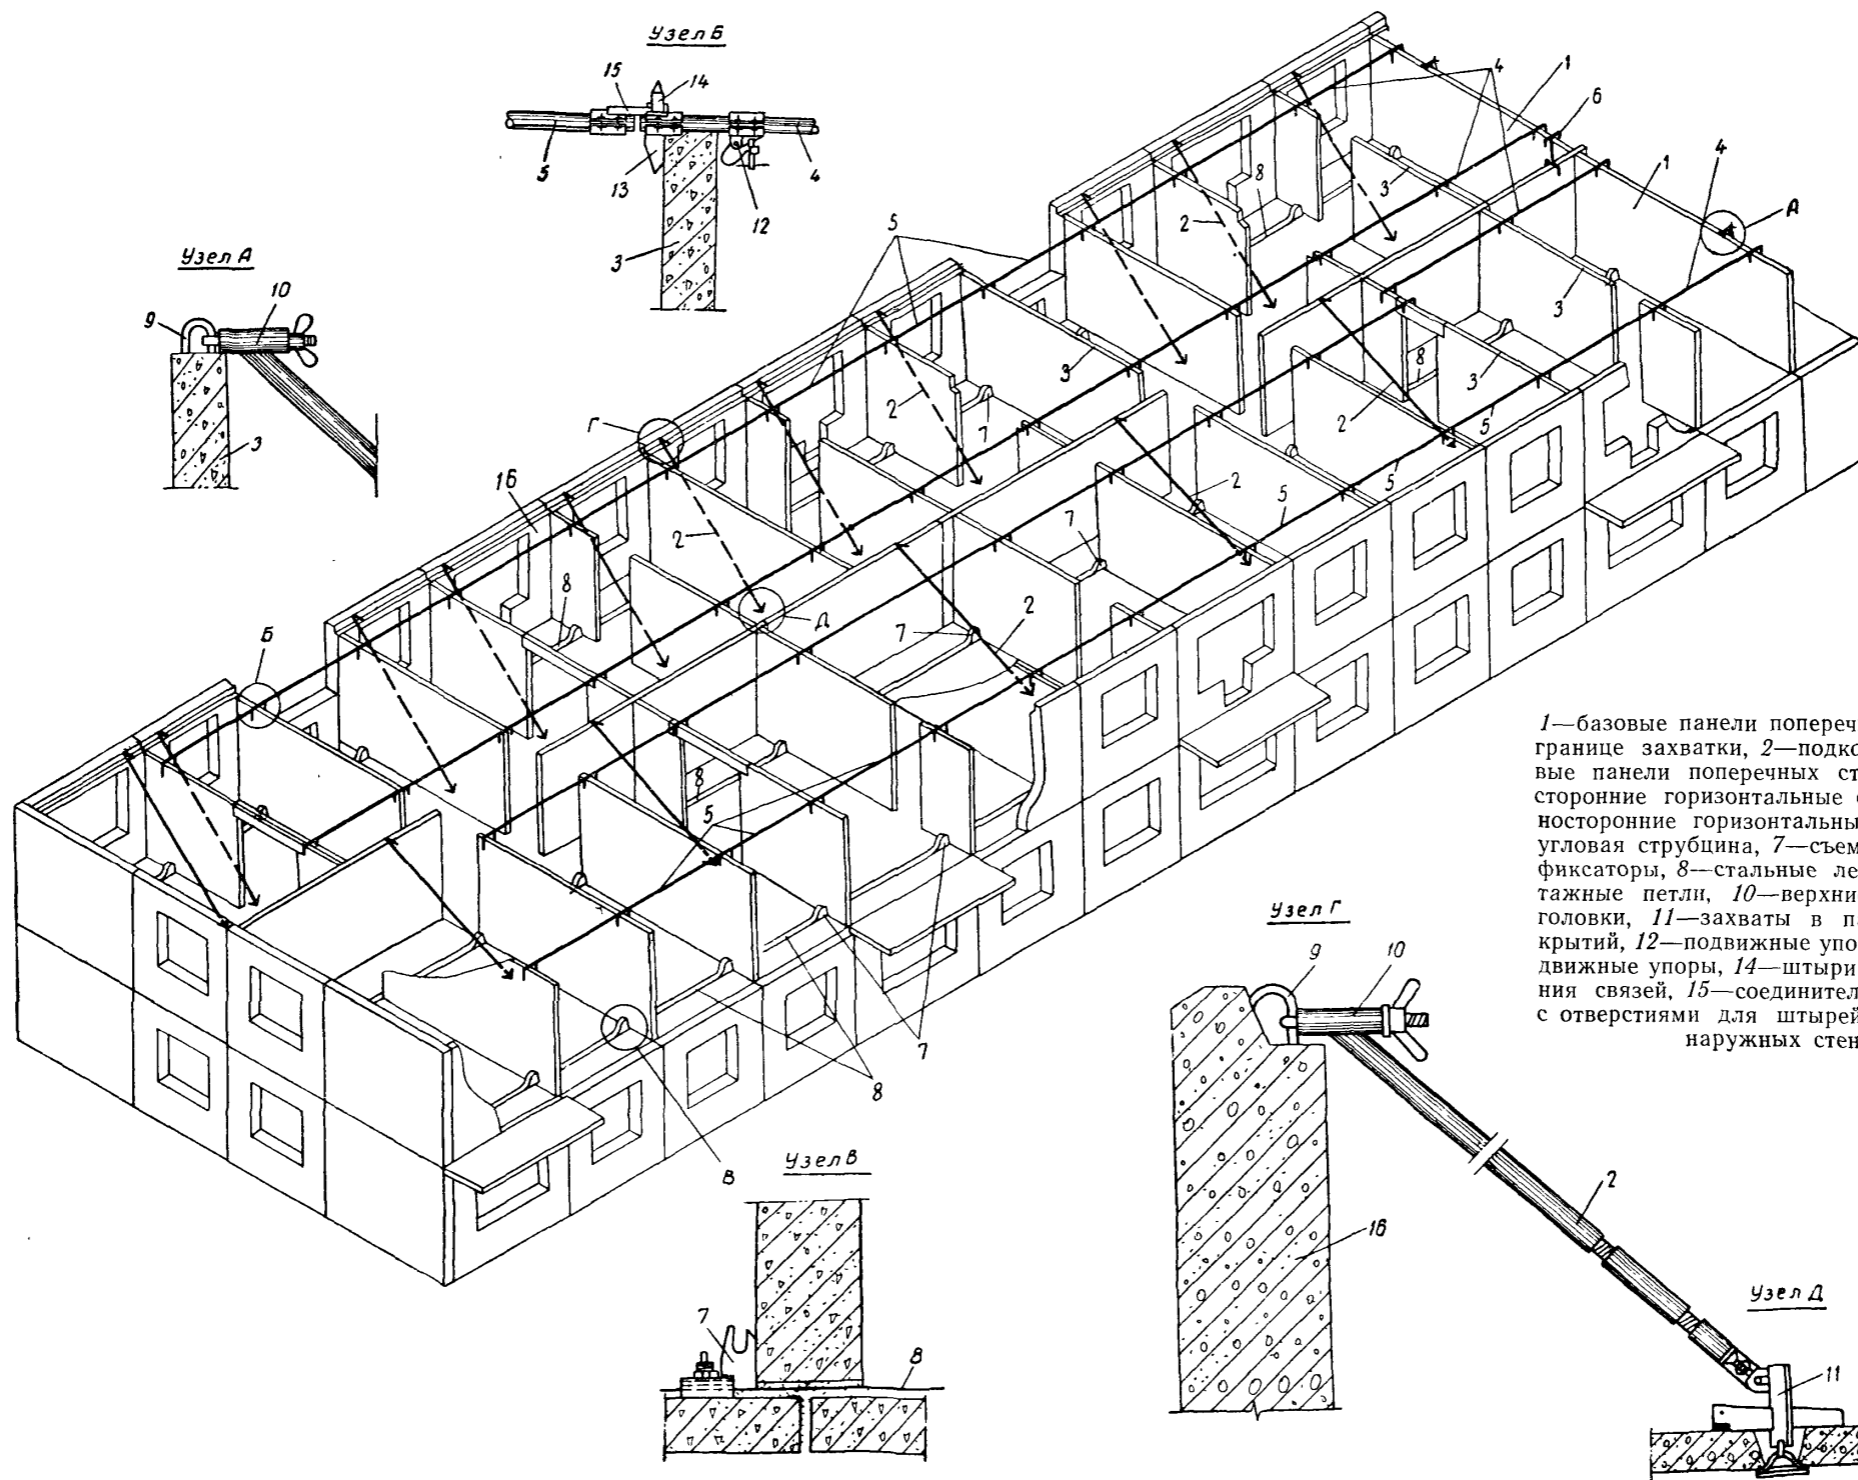 Узел Б
15
14
5
13
12
4
3
Узел А
9
10
3
4
1
6
4
1
А
5
2
8
3
3
3
2
7
3
2
8
5
Г
16
2
5
5
7
2
8
Б
Д
7
2
8
5
7
8
В
1—базовые панели попереч
границе захватки, 2—подко
вые панели поперечных ст
сторонние горизонтальные
носторонние горизонтальны
угловая струбцина, 7—съем
фиксаторы, 8—стальные ле
тажные петли, 10—верхни
головки, 11—захваты в п
крытий, 12—подвижные упо
движные упоры, 14—штыри
ния связей, 15—соединител
с отверстиями для штырей
наружных стен
Узел Г
9
10
2
16
Узел В
7
8
Узел Д
11